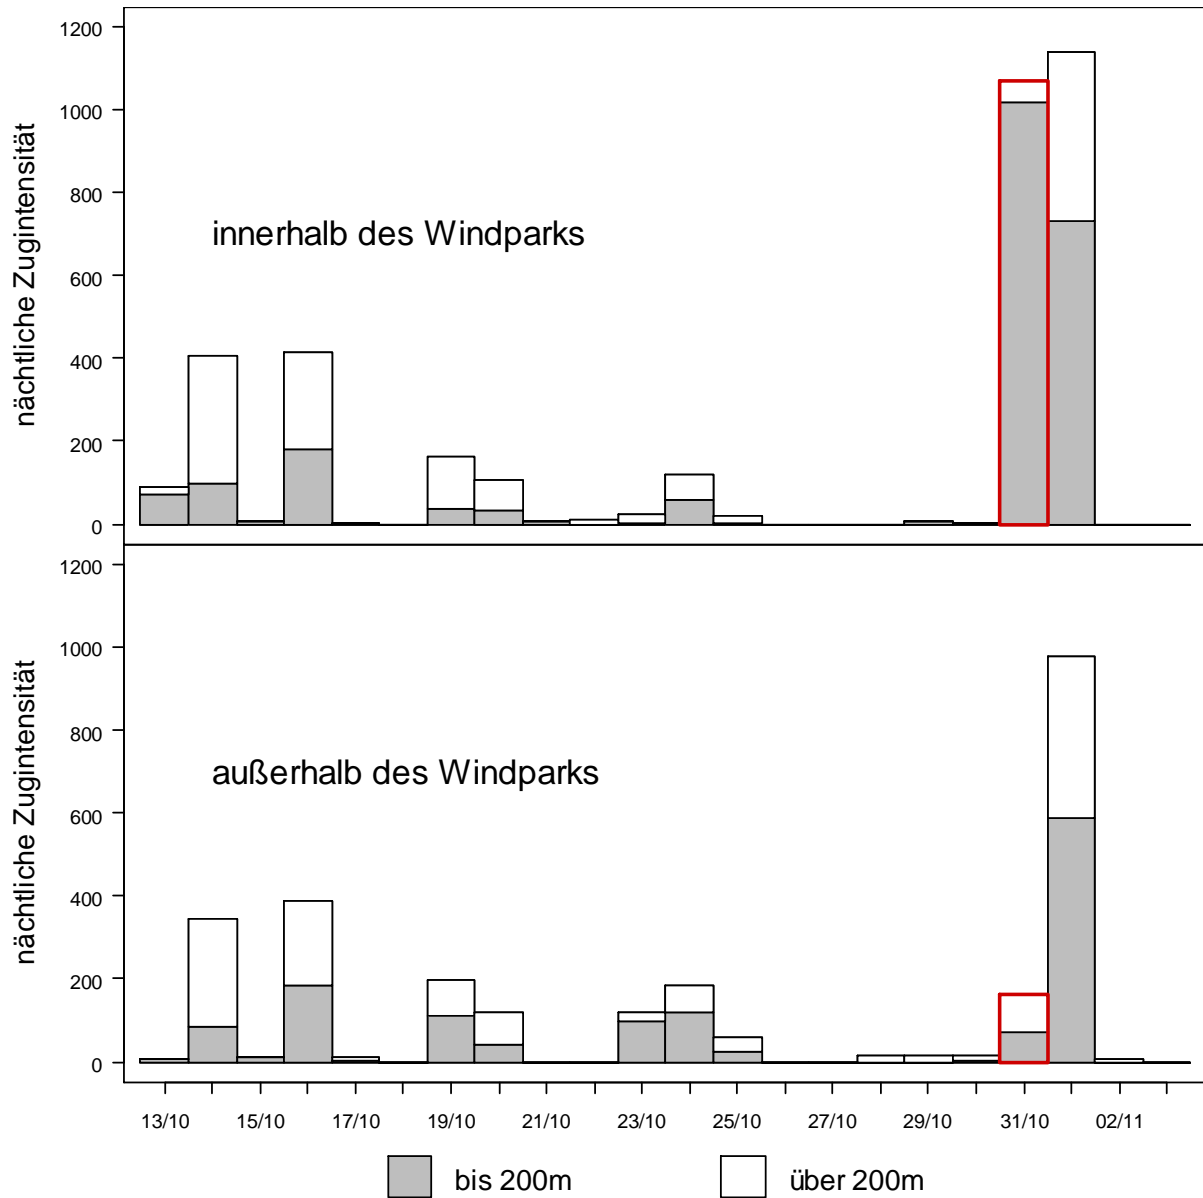 1200
1000
800
600
400
200
0
nächtliche Zugintensität
innerhalb des Windparks
1200
1000
800
600
400
200
0
nächtliche Zugintensität
außerhalb des Windparks
13/10 15/10 17/10 19/10 21/10 23/10 25/10 27/10 29/10 31/10 02/11
bis 200m über 200m